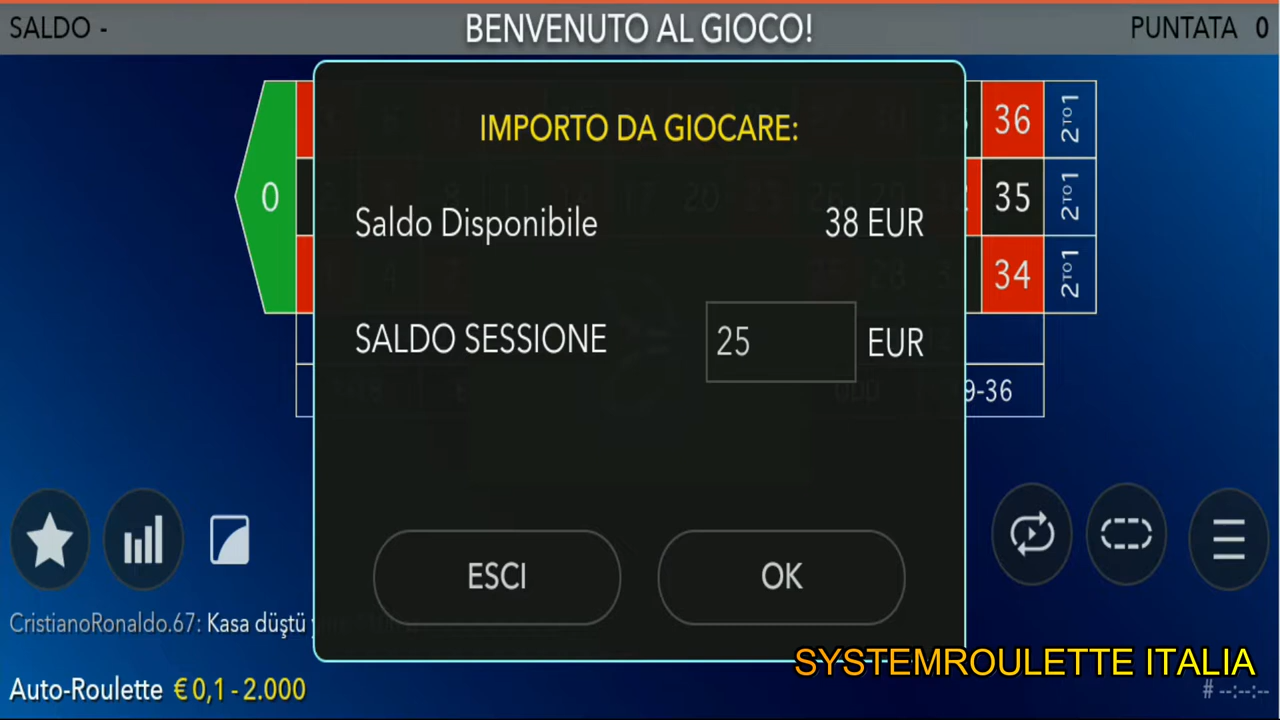 SALDO -
BENVENUTO AL GIOCO!
PUNTATA 0
IMPORTO DA GIOCARE:
Saldo Disponibile 38 EUR
SALDO SESSIONE 25 EUR
ESCI
OK
0
36
35
34
2TO1
2TO1
2TO1
9-36
CristianoRonaldo.67: Kasa düştü
SYSTEMROULETTE ITALIA
Auto-Roulette € 0,1 - 2.000
# --:--:--